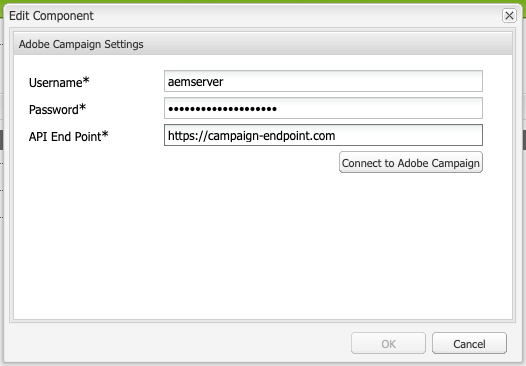 Edit Component
Adobe Campaign Settings
Username*
aemserver
Password*
••••••••••••••••••••
API End Point*
https://campaign-endpoint.com
Connect to Adobe Campaign
OK
Cancel